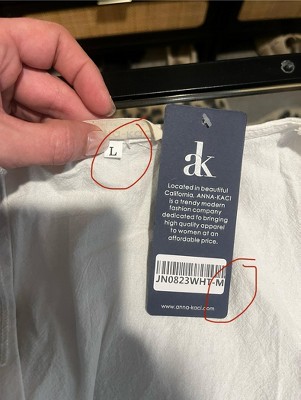 L
ak
Located in beautiful
California, ANNA-KACI
is a trendy modern
fashion company
dedicated to bringing
high quality apparel
to women at an
affordable price.
JN0823WHT-M
www.anna-kaci.com